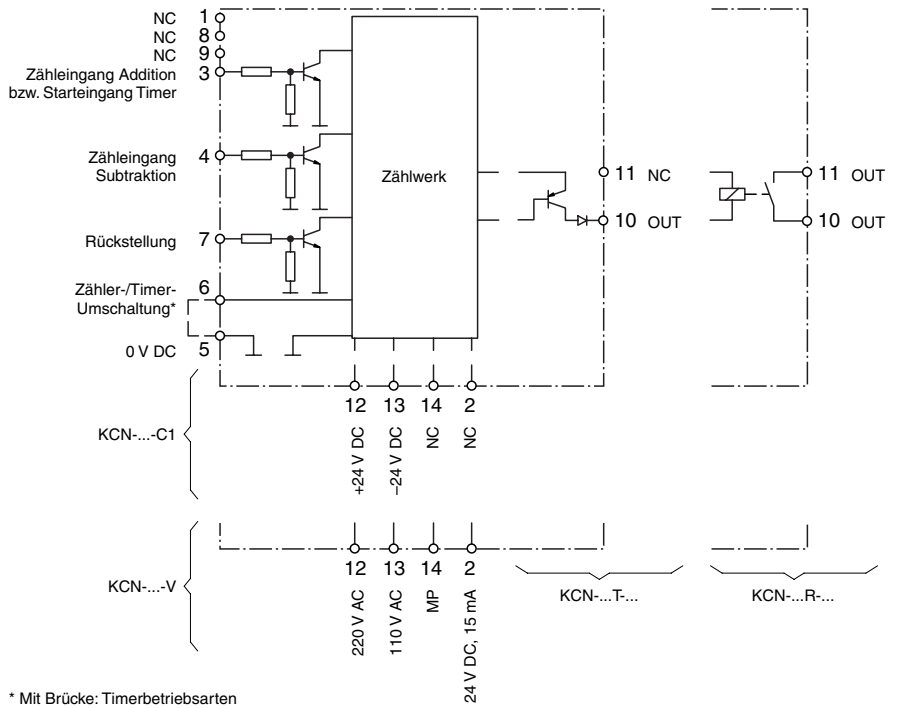 NC 1
NC 8
NC 9
Zähleingang Addition 3
bzw. Starteingang Timer
Zähleingang 4
Subtraktion
Rückstellung 7
Zähler-/Timer- 6
Umschaltung*
0 V DC 5
Zählwerk
11 NC
10 OUT
11 OUT
10 OUT
12 13 14 2
KCN-...-C1
+24 V DC
–24 V DC
NC
NC
12 13 14 2
KCN-...-V
220 V AC
110 V AC
MP
24 V DC, 15 mA
KCN-...T-...
KCN-...R-...
* Mit Brücke: Timerbetriebsarten